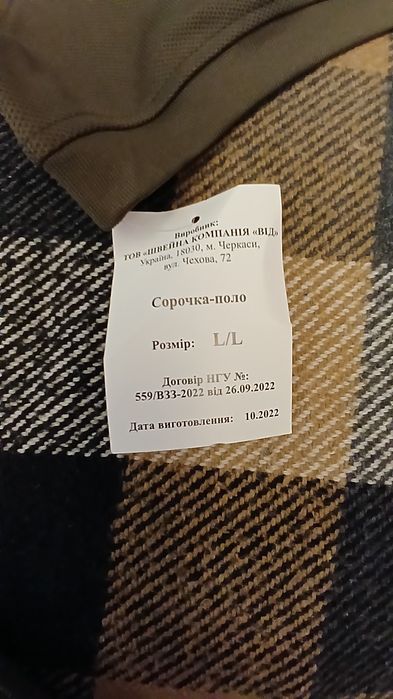 Виробник:
ТОВ «ШВЕЙНА КОМПАНІЯ «ВІД»
Україна, 18030, м. Черкаси,
вул. Чехова, 72
Сорочка-поло
Розмір: L/L
Договір НГУ №:
559/ВЗЗ-2022 від 26.09.2022
Дата виготовлення: 10.2022